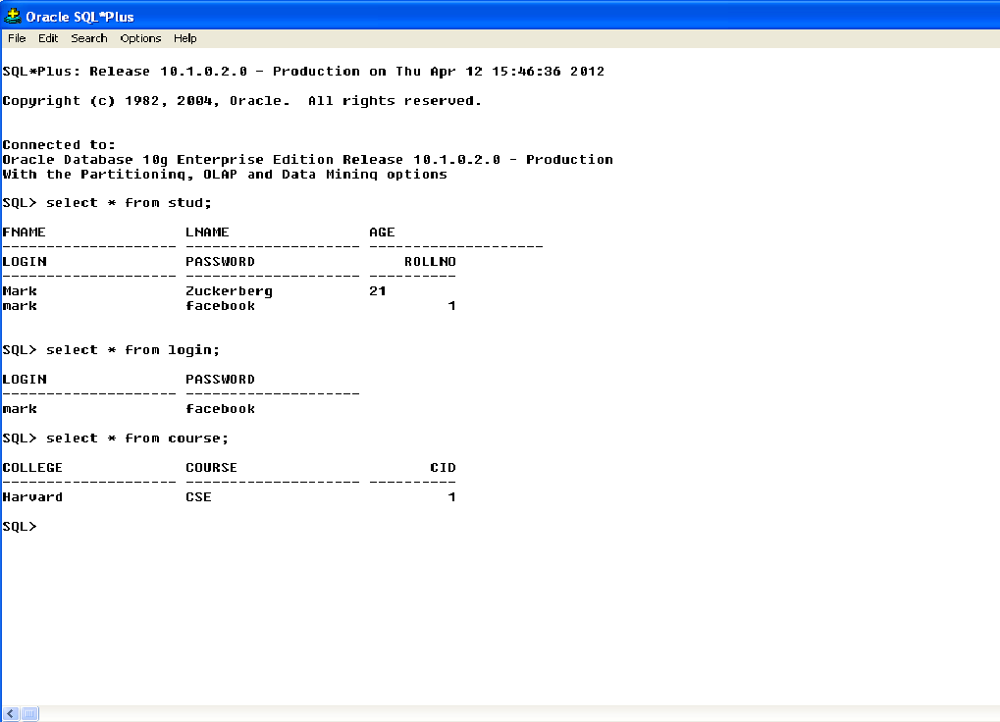 Oracle SQL*Plus
File Edit Search Options Help
SQL*Plus: Release 10.1.0.2.0 - Production on Thu Apr 12 15:46:36 2012
Copyright (c) 1982, 2004, Oracle.  All rights reserved.
Connected to:
Oracle Database 10g Enterprise Edition Release 10.1.0.2.0 - Production
With the Partitioning, OLAP and Data Mining options
SQL> select * from stud;
FNAME                LNAME                AGE
-------------------- -------------------- --------------------
LOGIN                PASSWORD                 ROLLNO
-------------------- -------------------- ----------
Mark                 Zuckerberg           21
mark                 facebook                      1
SQL> select * from login;
LOGIN                PASSWORD
-------------------- --------------------
mark                 facebook
SQL> select * from course;
COLLEGE              COURSE                      CID
-------------------- -------------------- ----------
Harvard              CSE                           1
SQL>